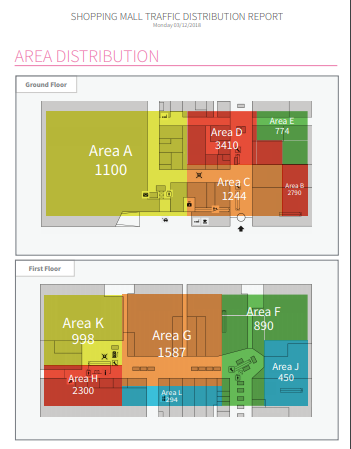 SHOPPING MALL TRAFFIC DISTRIBUTION REPORT
Monday 03/12/2018
AREA DISTRIBUTION
Ground Floor
Area A
1100
Area D
3410
Area E
774
Area C
1244
Area B
2790
First Floor
Area K
998
Area G
1587
Area F
890
Area H
2300
Area J
450
Area L
294